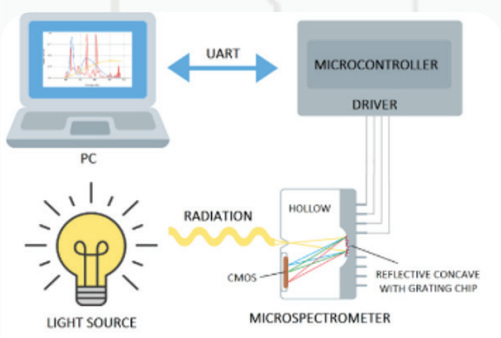 UART
MICROCONTROLLER
DRIVER
PC
RADIATION
HOLLOW
CMOS
REFLECTIVE CONCAVE
WITH GRATING CHIP
LIGHT SOURCE
MICROSPECTROMETER